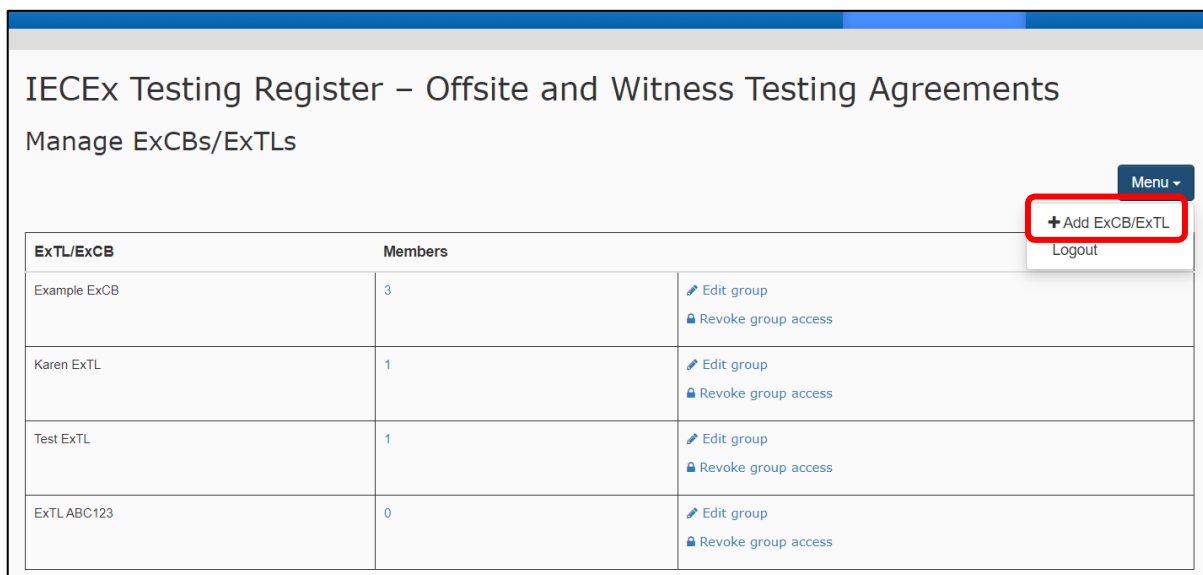 IECEx Testing Register – Offsite and Witness Testing Agreements
Manage ExCBs/ExTLs
Menu
Add ExCB/ExTL
Logout
ExTL/ExCB Members
Example ExCB 3 Edit group
Revoke group access
Karen ExTL 1 Edit group
Revoke group access
Test ExTL 1 Edit group
Revoke group access
ExTL ABC123 0 Edit group
Revoke group access